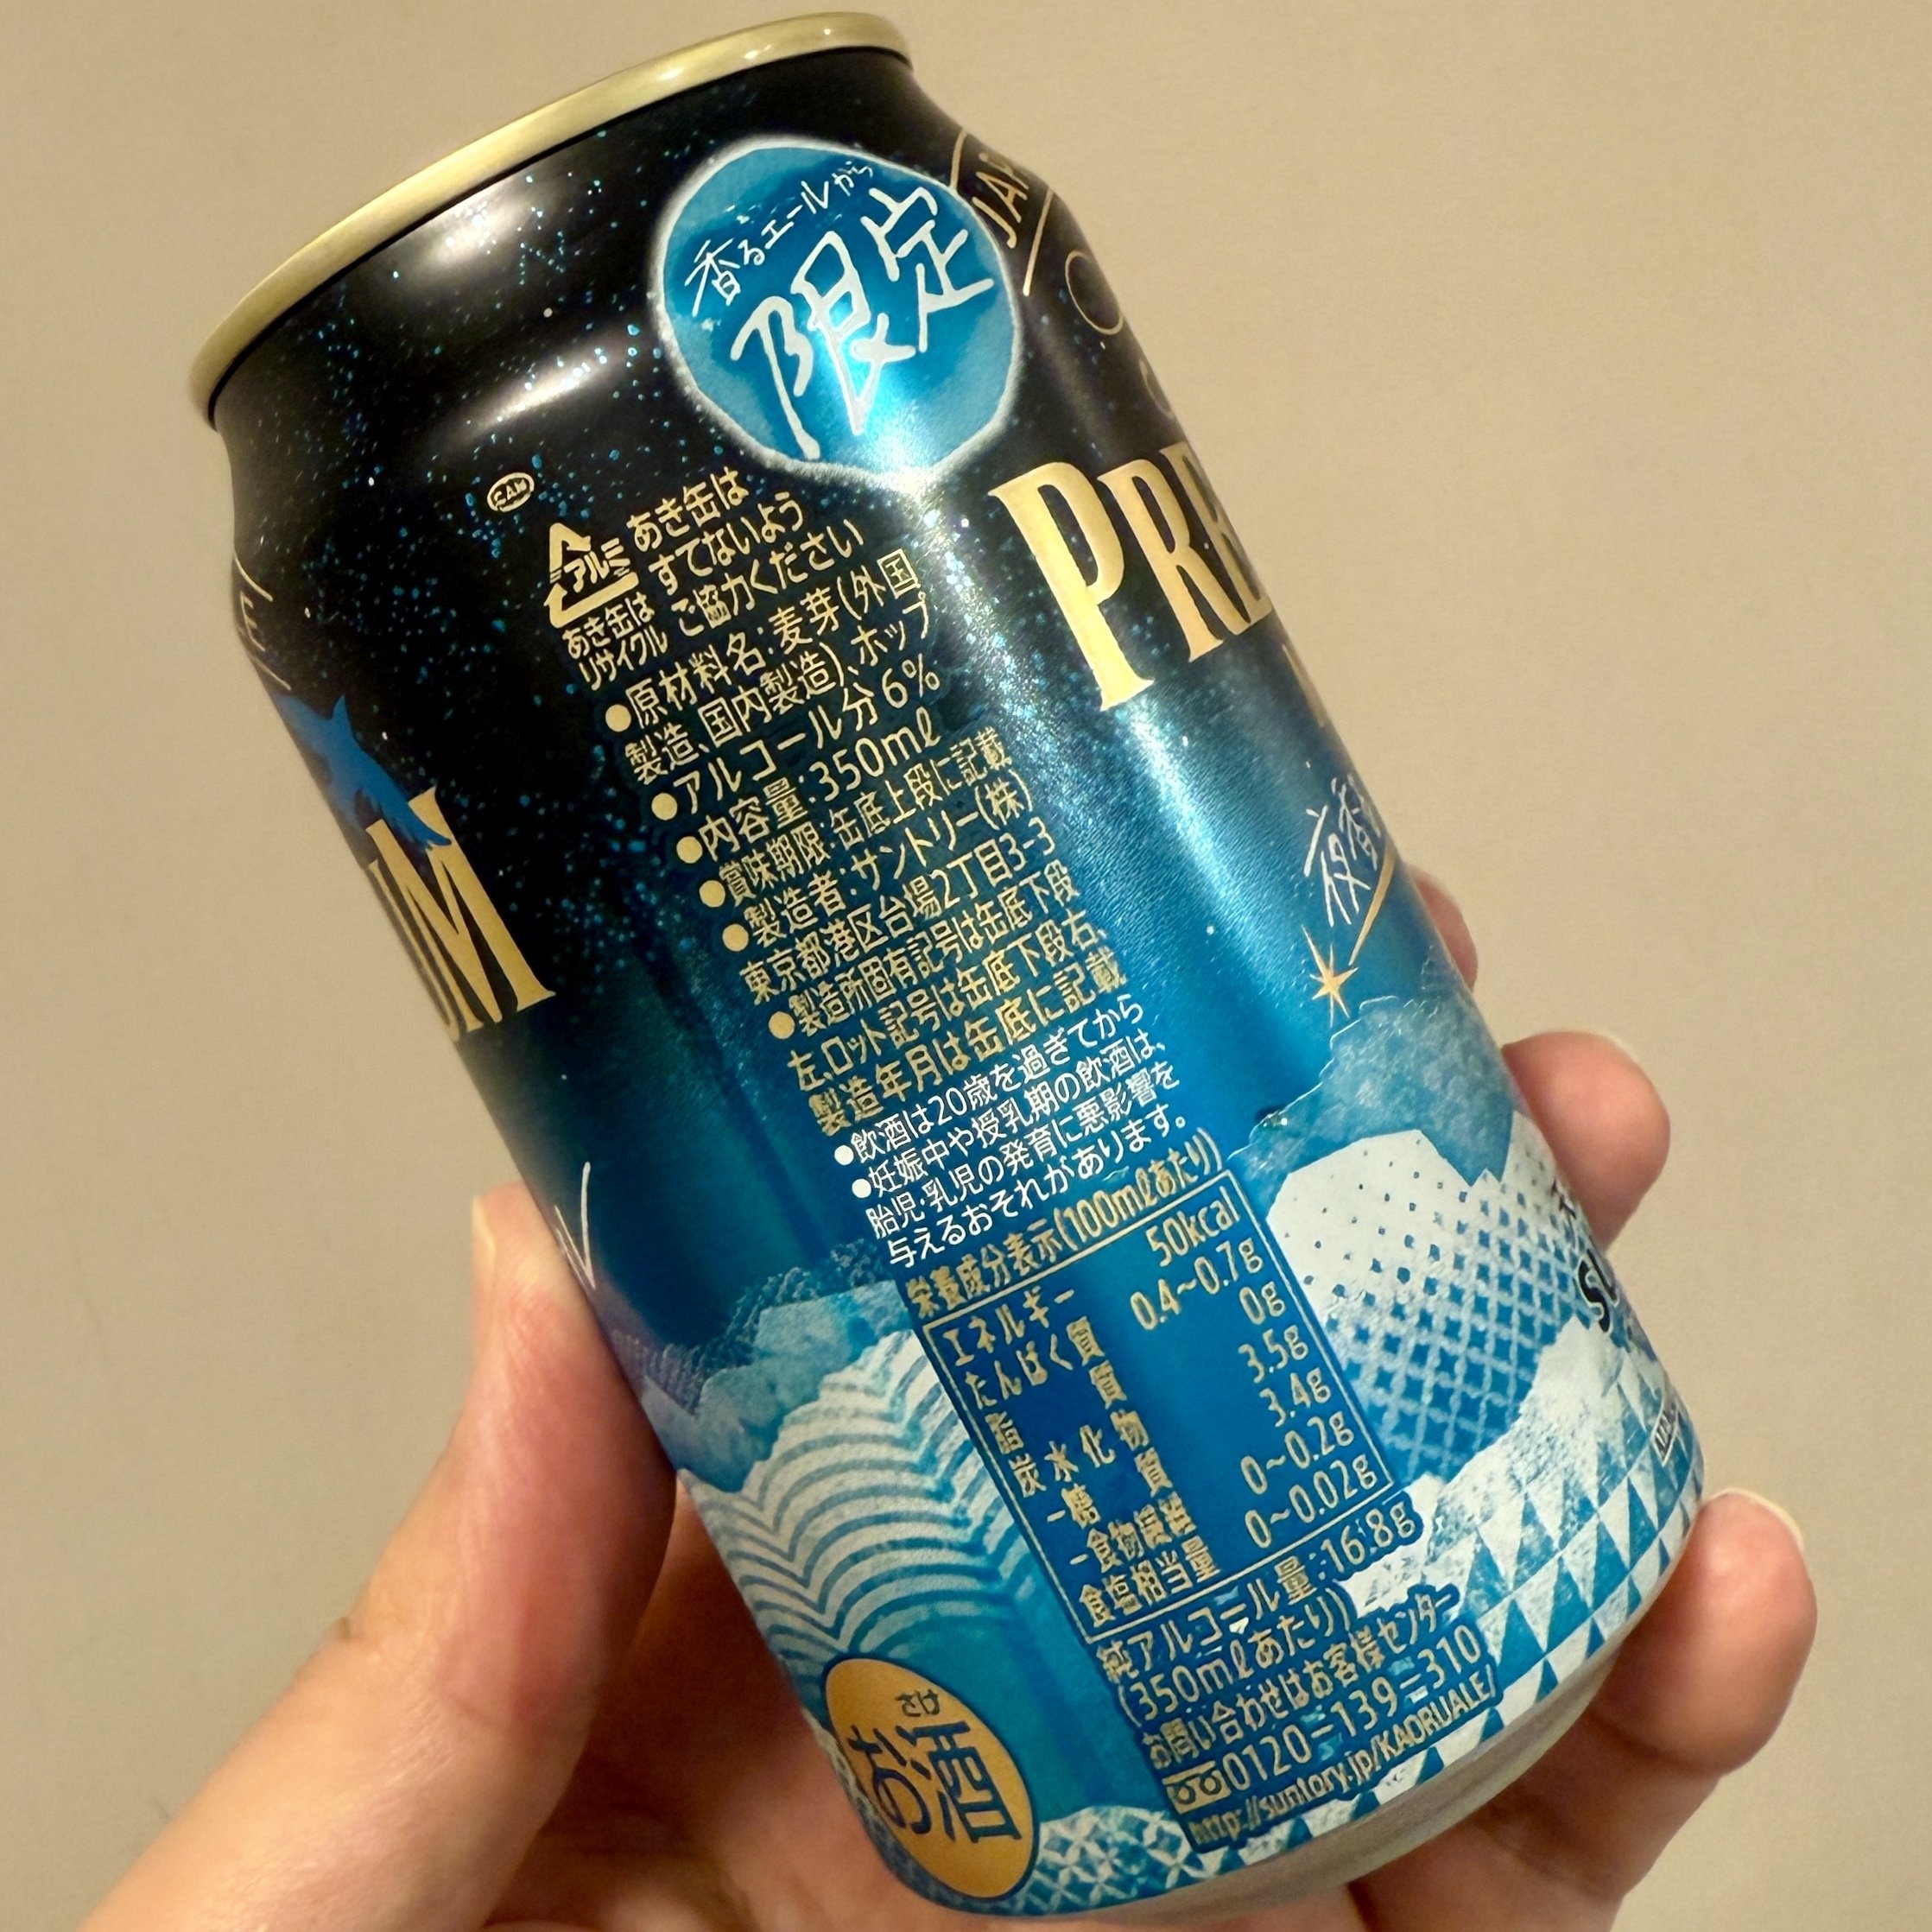 香るエールから
限定
CAN
アルミ
あき缶は
リサイクル
あき缶は
すてないよう
ご協力ください
●原材料名:麦芽(外国
製造、国内製造)、ホップ
●アルコール分 6%
●内容量:350mℓ
●賞味期限:缶底上段に記載
●製造者:サントリー(株)
東京都港区台場2丁目3-3
●製造所固有記号は缶底下段
左、ロット記号は缶底下段右、
製造年月は缶底に記載
●飲酒は20歳を過ぎてから
●妊娠中や授乳期の飲酒は、
胎児・乳児の発育に悪影響を
与えるおそれがあります。
栄養成分表示(100mℓあたり)
エネルギー 50kcal
たんぱく質 0.4~0.7g
脂質 0g
炭水化物 3.5g
-糖質 3.4g
-食物繊維 0~0.2g
食塩相当量 0~0.02g
純アルコール量:16.8g
(350mℓあたり)
お問い合わせはお客様センター
0120-139-310
http://suntory.jp/KAORUALE/
さけ
お酒
JAP
PRE
夜香
UM
E
SU